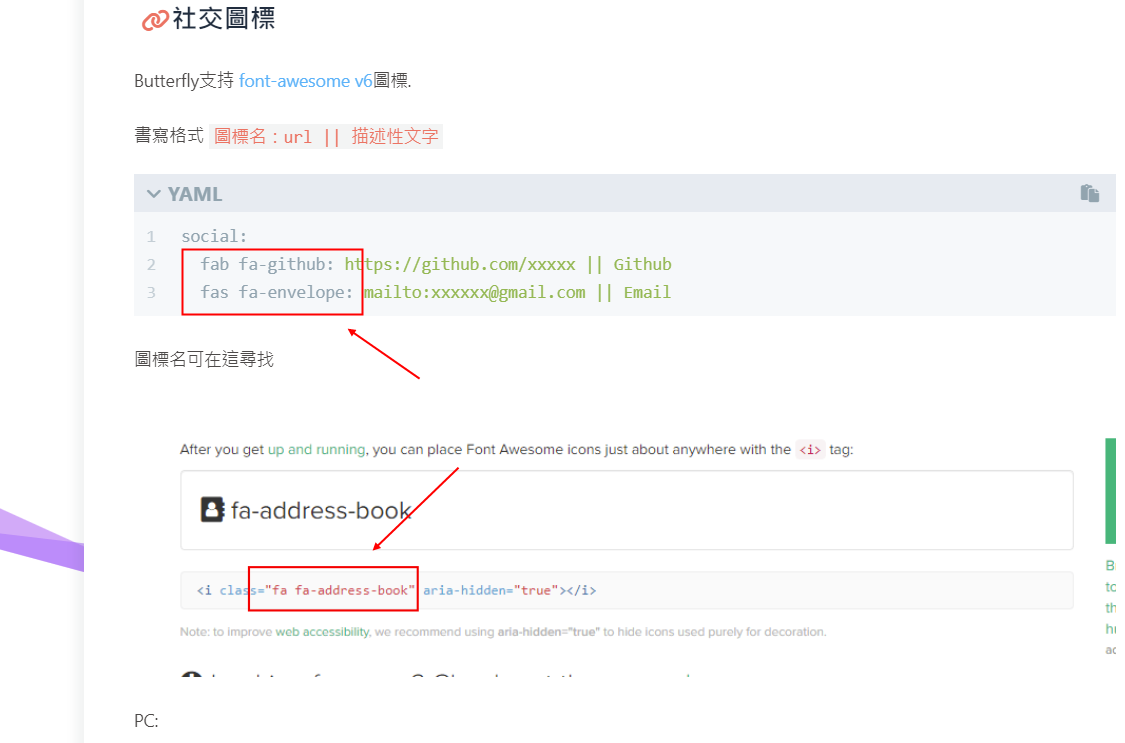 社交圖標
Butterfly支持 font-awesome v6圖標.
書寫格式 圖標名：url || 描述性文字
YAML
1 social:
2 fab fa-github: https://github.com/xxxxx || Github
3 fas fa-envelope: mailto:xxxxxx@gmail.com || Email
圖標名可在這尋找
After you get up and running, you can place Font Awesome icons just about anywhere with the <i> tag:
fa-address-book
<i class="fa fa-address-book" aria-hidden="true"></i>
Note: to improve web accessibility, we recommend using aria-hidden="true" to hide icons used purely for decoration.
PC: